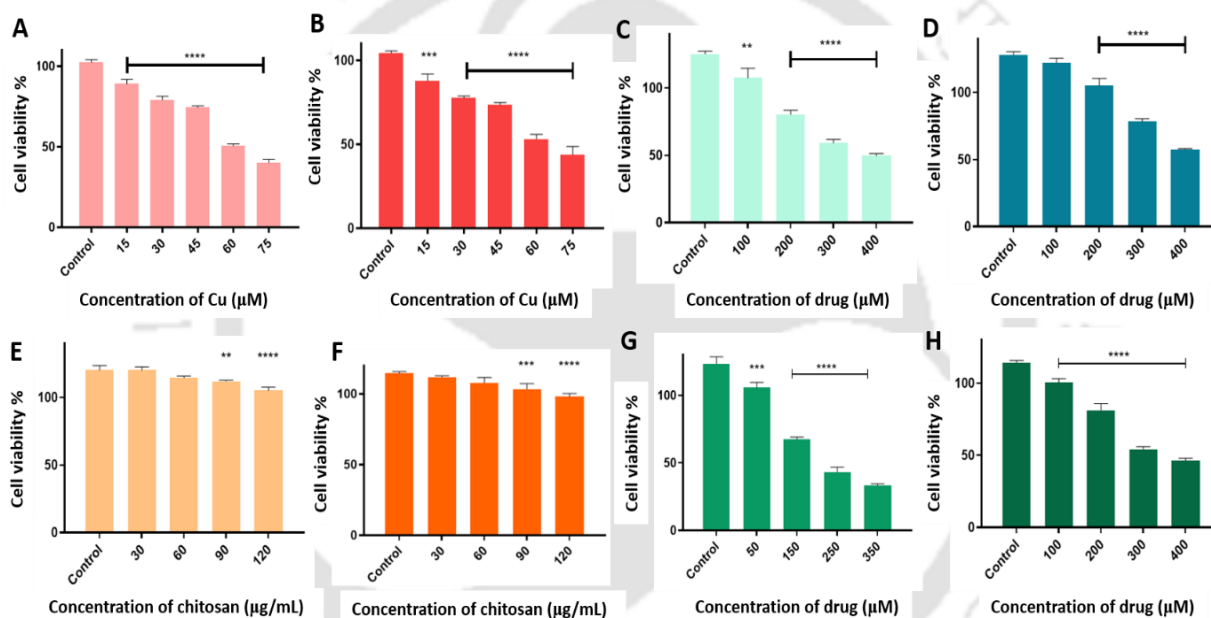 A
****
Cell viability %
100
50
0
Control
15
30
45
60
75
Concentration of Cu (μM)
B
***
****
Cell viability %
100
50
0
Control
15
30
45
60
75
Concentration of Cu (μM)
C
**
****
Cell viability %
100
50
0
Control
100
200
300
400
Concentration of drug (μM)
D
****
Cell viability %
100
50
0
Control
100
200
300
400
Concentration of drug (μM)
E
**
****
Cell viability %
100
50
0
Control
30
60
90
120
Concentration of chitosan (μg/mL)
F
***
****
Cell viability %
100
50
0
Control
30
60
90
120
Concentration of chitosan (μg/mL)
G
***
****
Cell viability %
100
50
0
Control
50
150
250
350
Concentration of drug (μM)
H
****
Cell viability %
100
50
0
Control
100
200
300
400
Concentration of drug (μM)